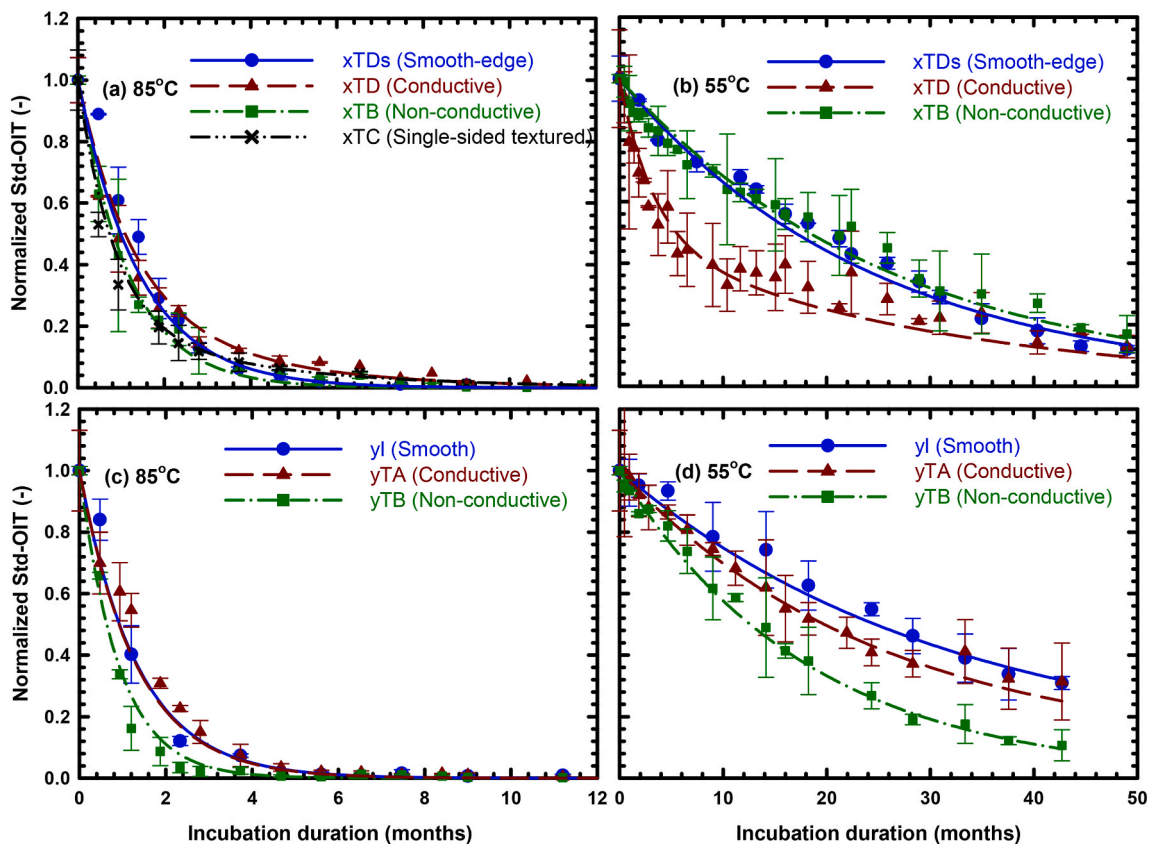 Normalized Std-OIT (-)
1.2
1.0
0.8
0.6
0.4
0.2
0.0
(a) 85°C
xTDs (Smooth-edge)
xTD (Conductive)
xTB (Non-conductive)
xTC (Single-sided textured)
(b) 55°C
xTDs (Smooth-edge)
xTD (Conductive)
xTB (Non-conductive)
Normalized Std-OIT (-)
1.2
1.0
0.8
0.6
0.4
0.2
0.0
(c) 85°C
yI (Smooth)
yTA (Conductive)
yTB (Non-conductive)
(d) 55°C
yI (Smooth)
yTA (Conductive)
yTB (Non-conductive)
0 2 4 6 8 10 12
0 10 20 30 40 50
Incubation duration (months)
Incubation duration (months)